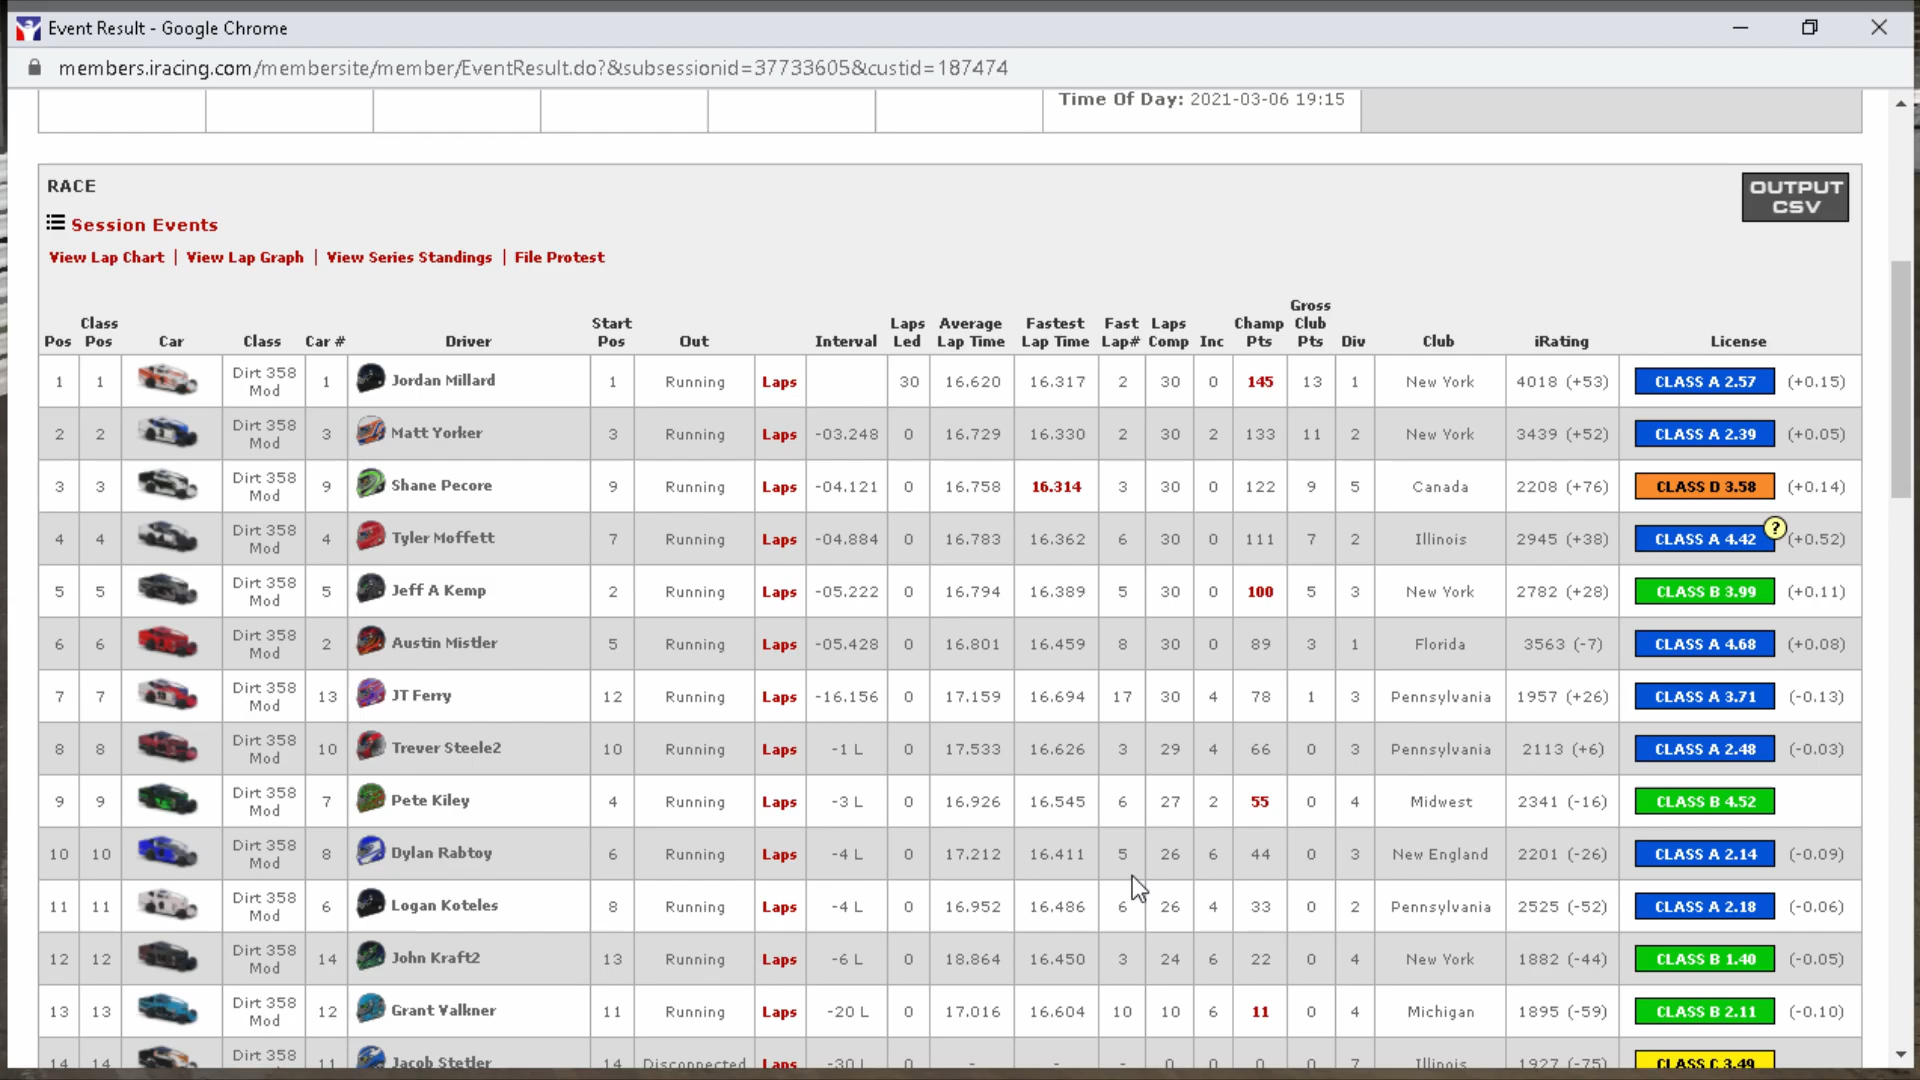 Event Result - Google Chrome
members.iracing.com/membersite/member/EventResult.do?&subsessionid=37733605&custid=187474
Time Of Day: 2021-03-06 19:15
RACE
OUTPUT CSV
Session Events
View Lap Chart | View Lap Graph | View Series Standings | File Protest
Pos Class Pos Car Class Car # Driver Start Pos Out Interval Laps Led Average Lap Time Fastest Lap Time Fast Lap# Laps Comp Inc Champ Pts Gross Club Pts Div Club iRating License
1 1 Dirt 358 Mod 1 Jordan Millard 1 Running Laps 30 16.620 16.317 2 30 0 145 13 1 New York 4018 (+53) CLASS A 2.57 (+0.15)
2 2 Dirt 358 Mod 3 Matt Yorker 3 Running Laps -03.248 0 16.729 16.330 2 30 2 133 11 2 New York 3439 (+52) CLASS A 2.39 (+0.05)
3 3 Dirt 358 Mod 9 Shane Pecore 9 Running Laps -04.121 0 16.758 16.314 3 30 0 122 9 5 Canada 2208 (+76) CLASS D 3.58 (+0.14)
4 4 Dirt 358 Mod 4 Tyler Moffett 7 Running Laps -04.884 0 16.783 16.362 6 30 0 111 7 2 Illinois 2945 (+38) CLASS A 4.42 ? (+0.52)
5 5 Dirt 358 Mod 5 Jeff A Kemp 2 Running Laps -05.222 0 16.794 16.389 5 30 0 100 5 3 New York 2782 (+28) CLASS B 3.99 (+0.11)
6 6 Dirt 358 Mod 2 Austin Mistler 5 Running Laps -05.428 0 16.801 16.459 8 30 0 89 3 1 Florida 3563 (-7) CLASS A 4.68 (+0.08)
7 7 Dirt 358 Mod 13 JT Ferry 12 Running Laps -16.156 0 17.159 16.694 17 30 4 78 1 3 Pennsylvania 1957 (+26) CLASS A 3.71 (-0.13)
8 8 Dirt 358 Mod 10 Trever Steele2 10 Running Laps -1 L 0 17.533 16.626 3 29 4 66 0 3 Pennsylvania 2113 (+6) CLASS A 2.48 (-0.03)
9 9 Dirt 358 Mod 7 Pete Kiley 4 Running Laps -3 L 0 16.926 16.545 6 27 2 55 0 4 Midwest 2341 (-16) CLASS B 4.52
10 10 Dirt 358 Mod 8 Dylan Rabtoy 6 Running Laps -4 L 0 17.212 16.411 5 26 6 44 0 3 New England 2201 (-26) CLASS A 2.14 (-0.09)
11 11 Dirt 358 Mod 6 Logan Koteles 8 Running Laps -4 L 0 16.952 16.486 6 26 4 33 0 2 Pennsylvania 2525 (-52) CLASS A 2.18 (-0.06)
12 12 Dirt 358 Mod 14 John Kraft2 13 Running Laps -6 L 0 18.864 16.450 3 24 6 22 0 4 New York 1882 (-44) CLASS B 1.40 (-0.05)
13 13 Dirt 358 Mod 12 Grant Valkner 11 Running Laps -20 L 0 17.016 16.604 10 10 6 11 0 4 Michigan 1895 (-59) CLASS B 2.11 (-0.10)
14 14 Dirt 358 11 Jacob Stetler 14 Disconnected Laps -30 L 0 - - - 0 0 0 0 7 Illinois 1927 (-75) CLASS C 3.49